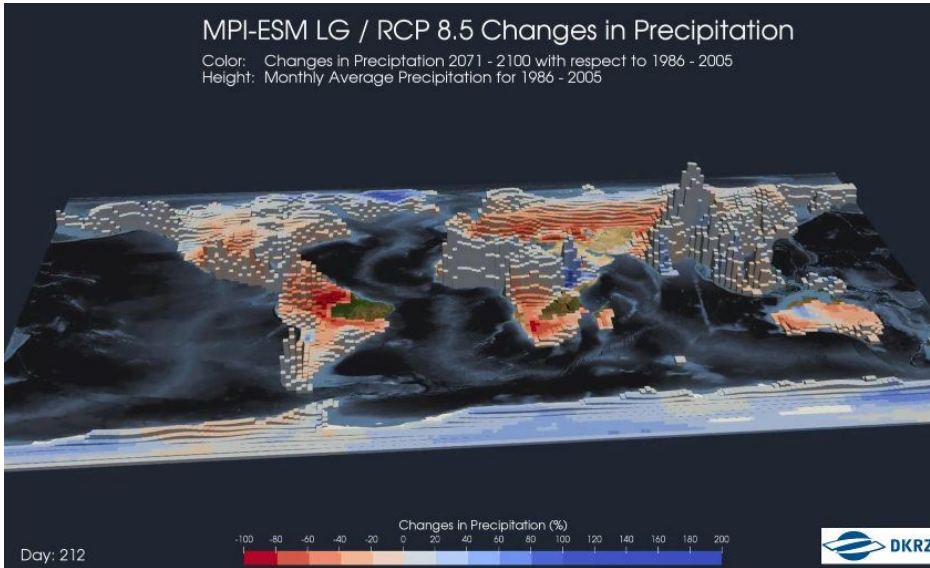 MPI-ESM LG / RCP 8.5 Changes in Precipitation
Color: Changes in Preciptation 2071 - 2100 with respect to 1986 - 2005
Height: Monthly Average Precipitation for 1986 - 2005
Changes in Precipitation (%)
-100 -80 -60 -40 -20 0 20 40 60 80 100 120 140 160 180 200
Day: 212
DKRZ